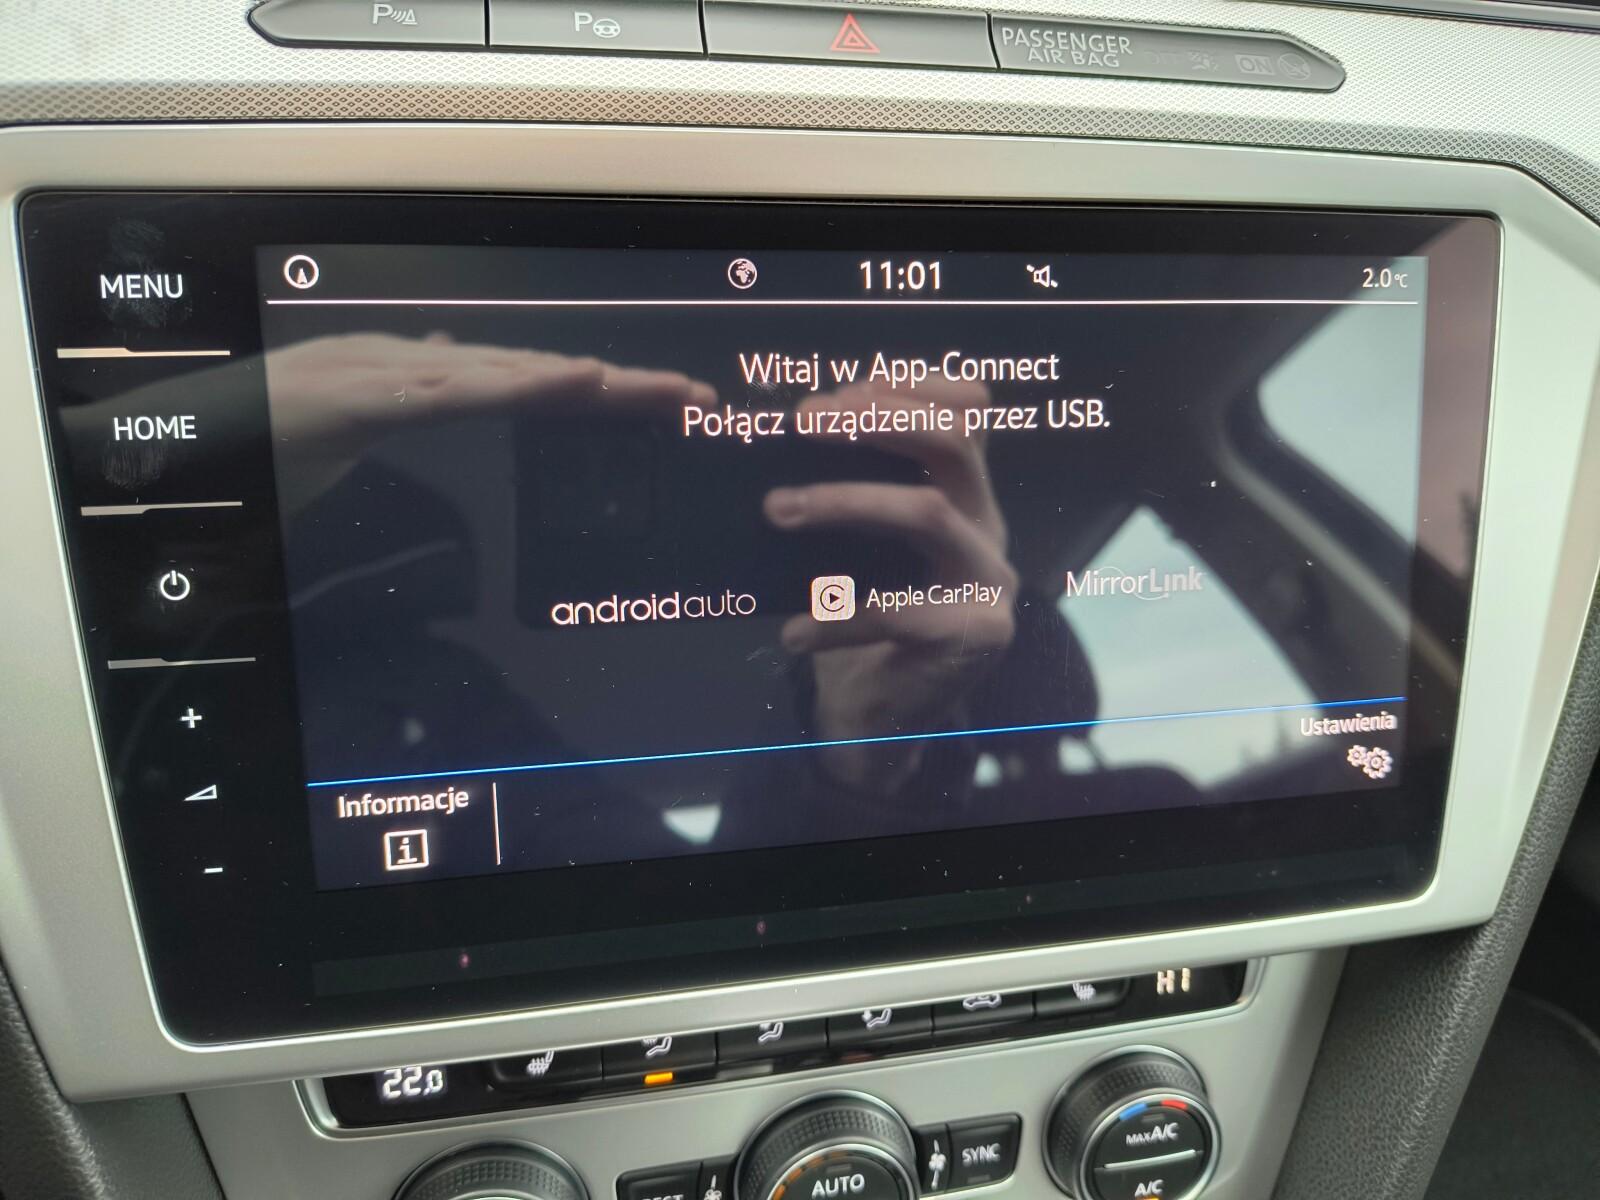 P
P
PASSENGER
AIR BAG
OFF
ON
MENU
HOME
11:01
2.0°C
Witaj w App-Connect
Połącz urządzenie przez USB.
androidauto
Apple CarPlay
MirrorLink
Ustawienia
Informacje
i
+
-
22.0
HI
SYNC
AUTO
MAX A/C
A/C